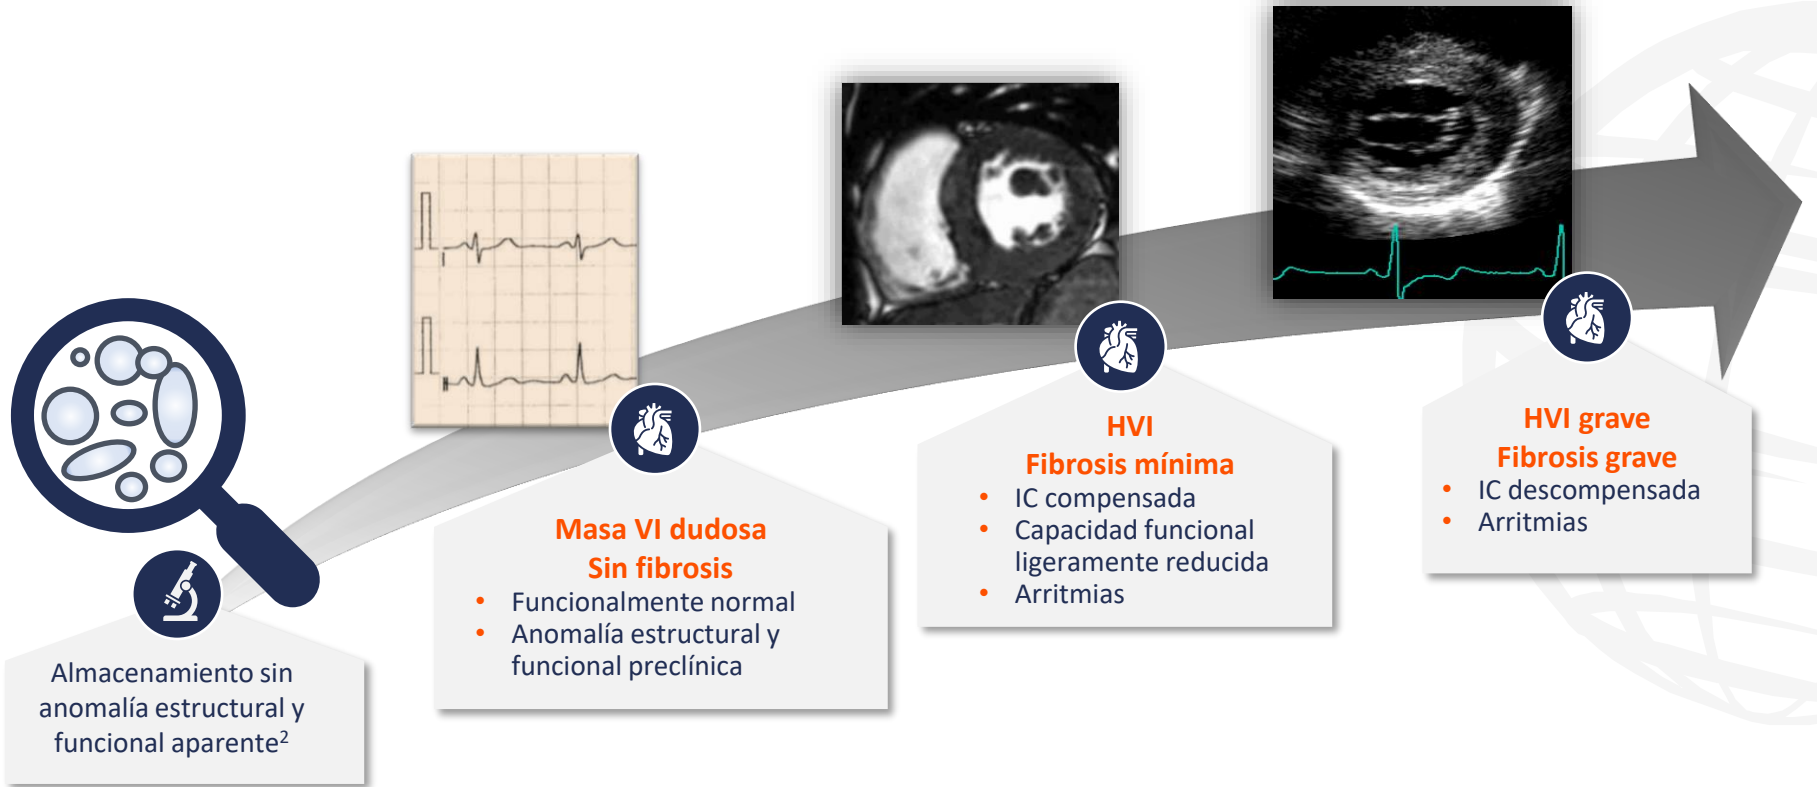 Almacenamiento sin
anomalía estructural y
funcional aparente²
I
II
Masa VI dudosa
Sin fibrosis
• Funcionalmente normal
• Anomalía estructural y
funcional preclínica
HVI
Fibrosis mínima
• IC compensada
• Capacidad funcional
ligeramente reducida
• Arritmias
HVI grave
Fibrosis grave
• IC descompensada
• Arritmias